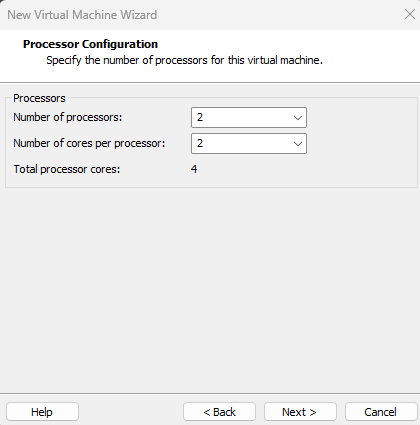 New Virtual Machine Wizard
Processor Configuration
Specify the number of processors for this virtual machine.
Processors
Number of processors: 2
Number of cores per processor: 2
Total processor cores: 4
Help < Back Next > Cancel